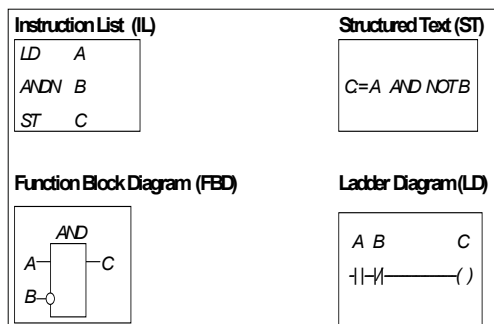 Instruction List (IL)
LD A
ANDN B
ST C
Structured Text (ST)
C:=A AND NOT B
Function Block Diagram (FBD)
AND
A C
B
Ladder Diagram (LD)
A B C
-| |-|/|--------------( )